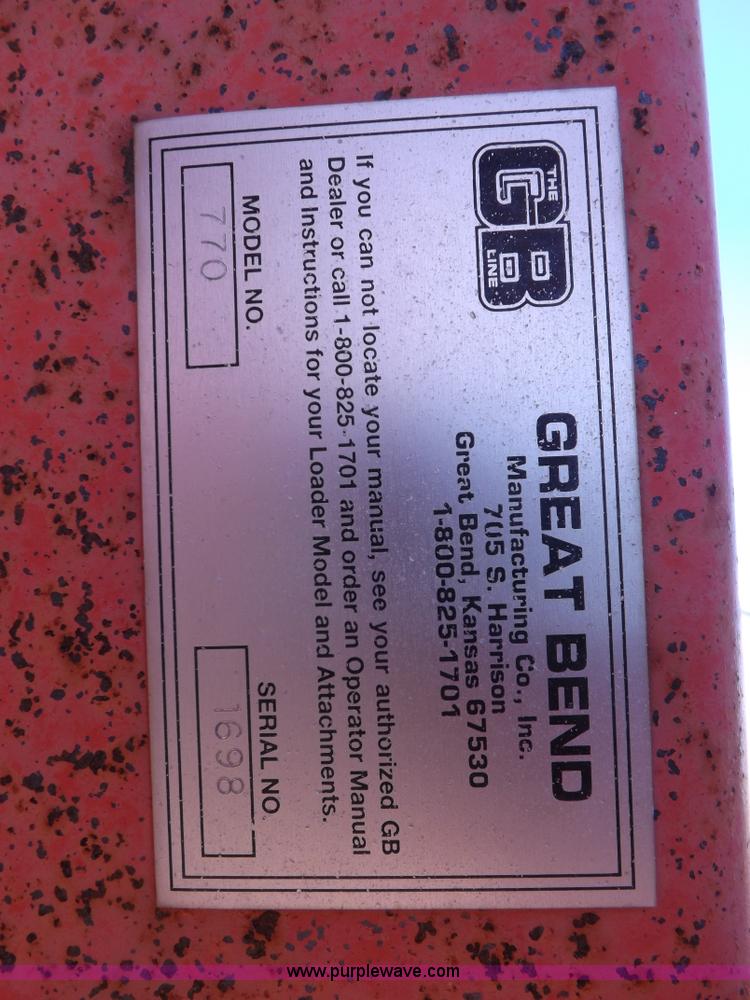 THE
GB
LINE
GREAT BEND
Manufacturing Co., Inc.
705 S. Harrison
Great Bend, Kansas 67530
1-800-825-1701
If you can not locate your manual, see your authorized GB
Dealer or call 1-800-825-1701 and order an Operator Manual
and Instructions for your Loader Model and Attachments.
MODEL NO.
770
SERIAL NO.
1698
www.purplewave.com